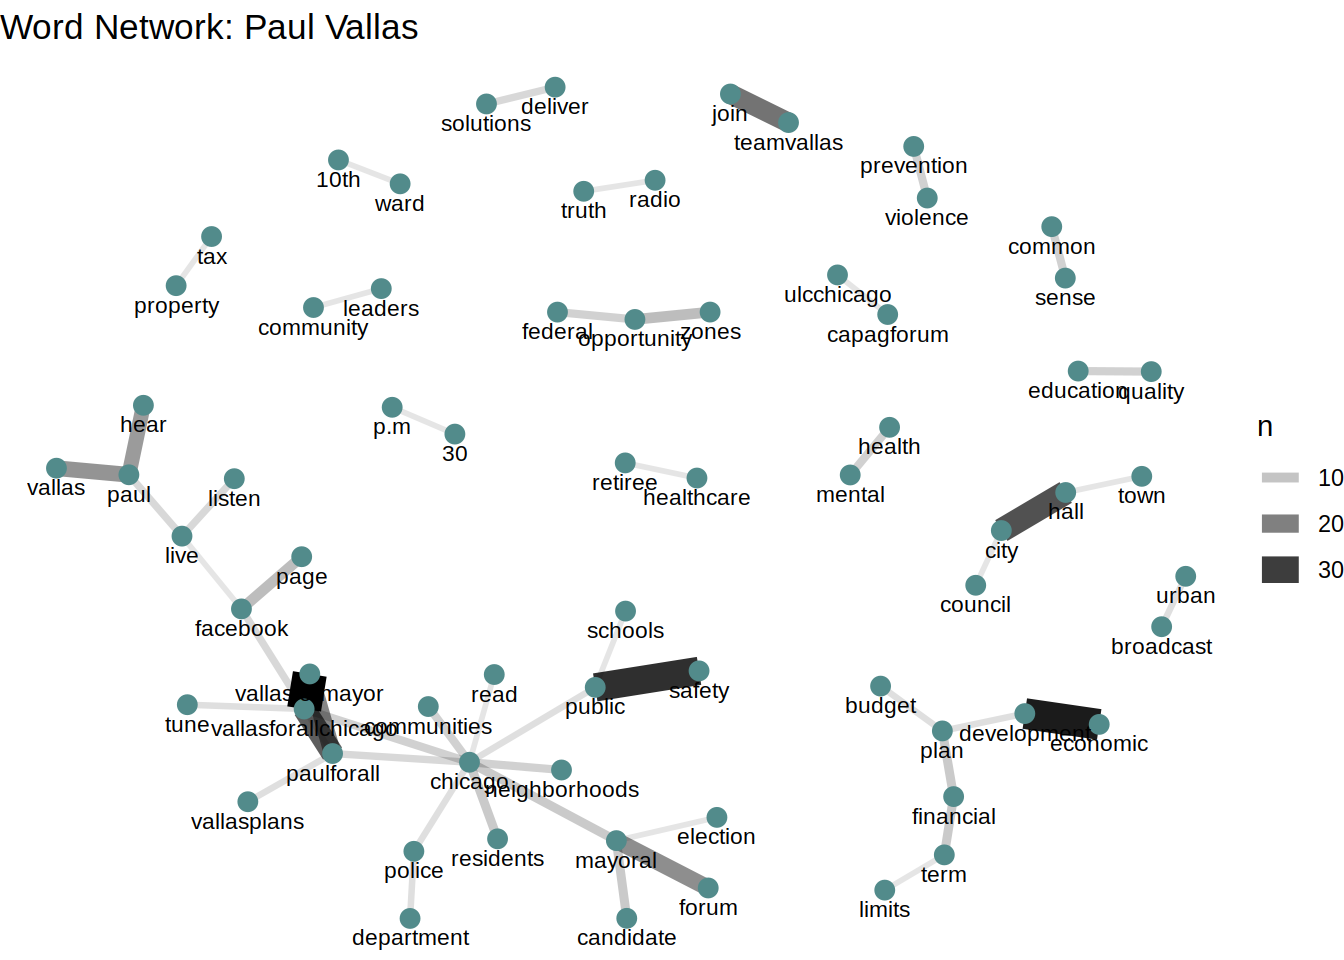 Word Network: Paul Vallas
deliver
solutions
join
teamvallas
prevention
10th
ward
truth
radio
violence
common
tax
sense
property
ulcchicago
leaders
community
federal
opportunity
zones
capagforum
education
quality
hear
p.m
n
30
health
vallas
paul
listen
retiree
healthcare
mental
10
town
hall
20
city
live
page
30
urban
council
facebook
schools
broadcast
read
safety
mayor
public
budget
tune
vallasforallchicago
communities
development
economic
plan
paulforall
chicago
neighborhoods
vallasplans
financial
election
residents
mayoral
police
term
forum
limits
department
candidate